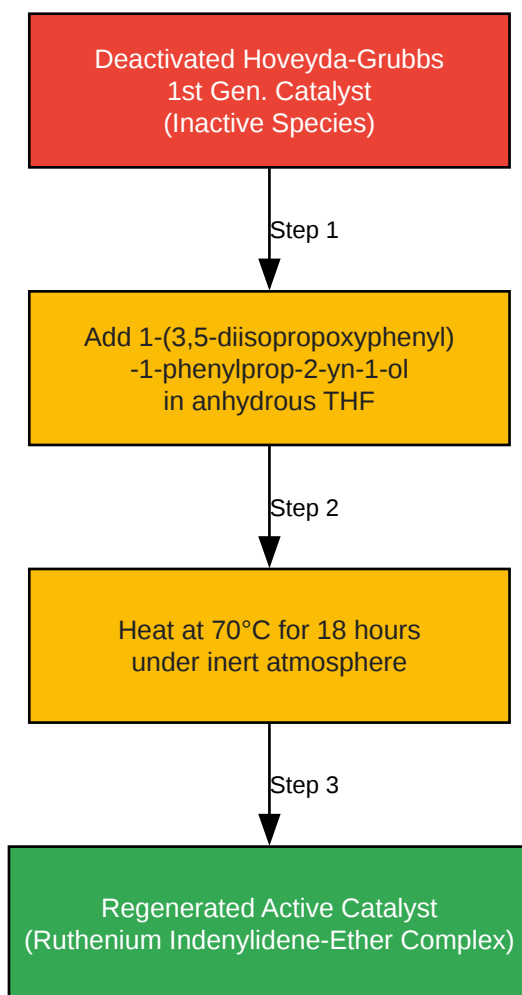 Deactivated Hoveyda-Grubbs
1st Gen. Catalyst
(Inactive Species)
Step 1
Add 1-(3,5-diisopropoxyphenyl)
-1-phenylprop-2-yn-1-ol
in anhydrous THF
Step 2
Heat at 70°C for 18 hours
under inert atmosphere
Step 3
Regenerated Active Catalyst
(Ruthenium Indenylidene-Ether Complex)